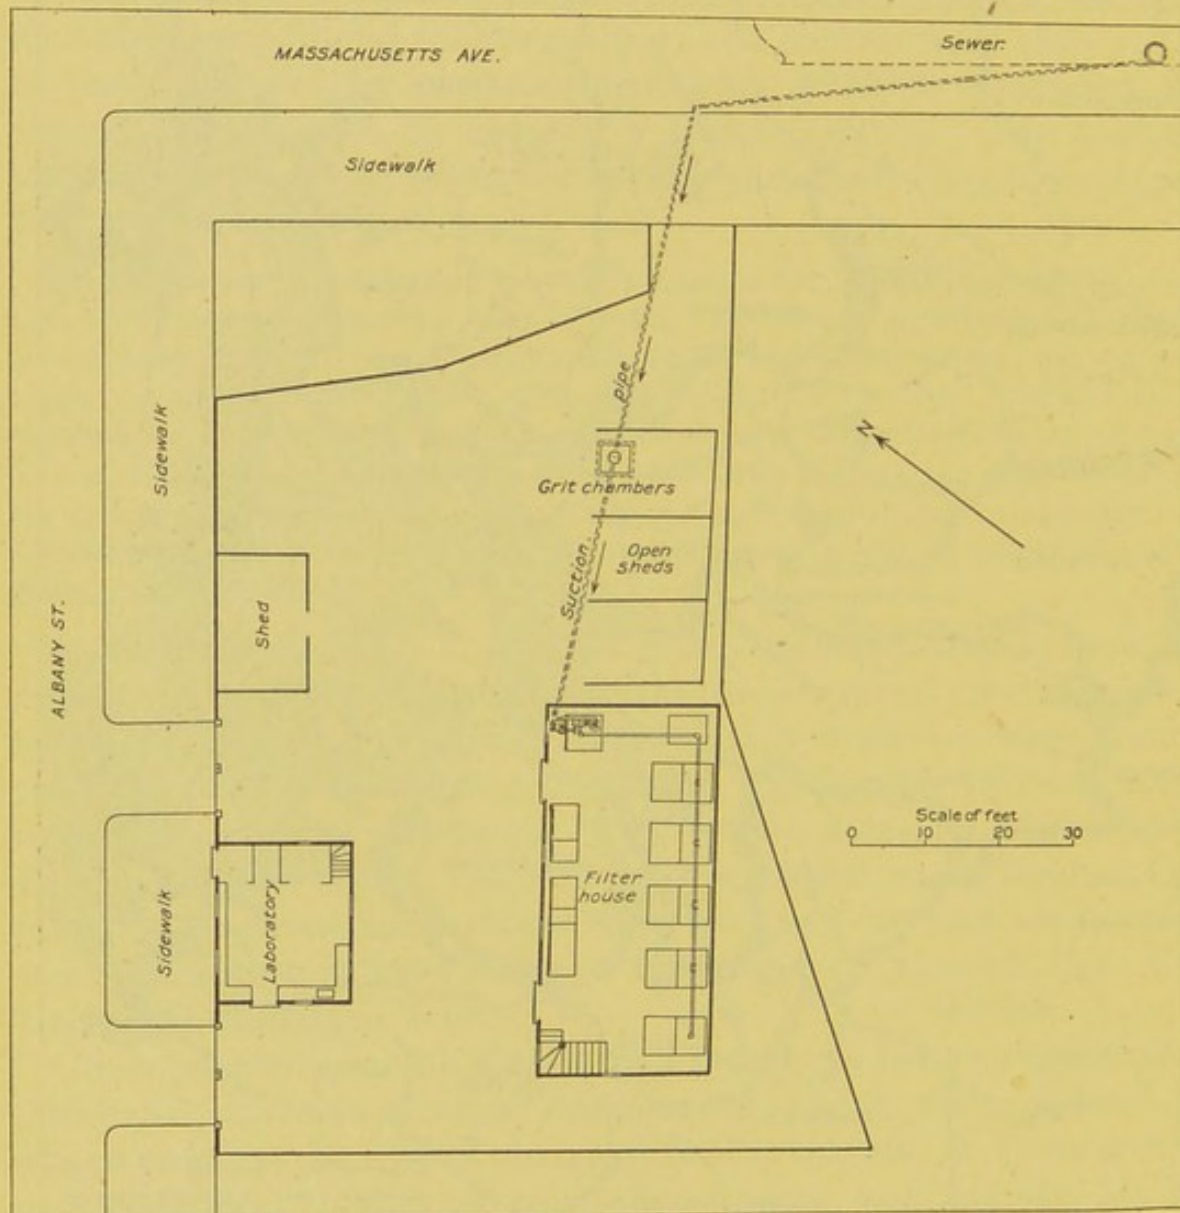 MASSACHUSETTS AVE.
Sewer.
Sidewalk
pipe
N
Sidewalk
Grit chambers
Suction
Open
sheds
Shed
ALBANY ST.
Scale of feet
0 10 20 30
Filter
house
Laboratory
Sidewalk